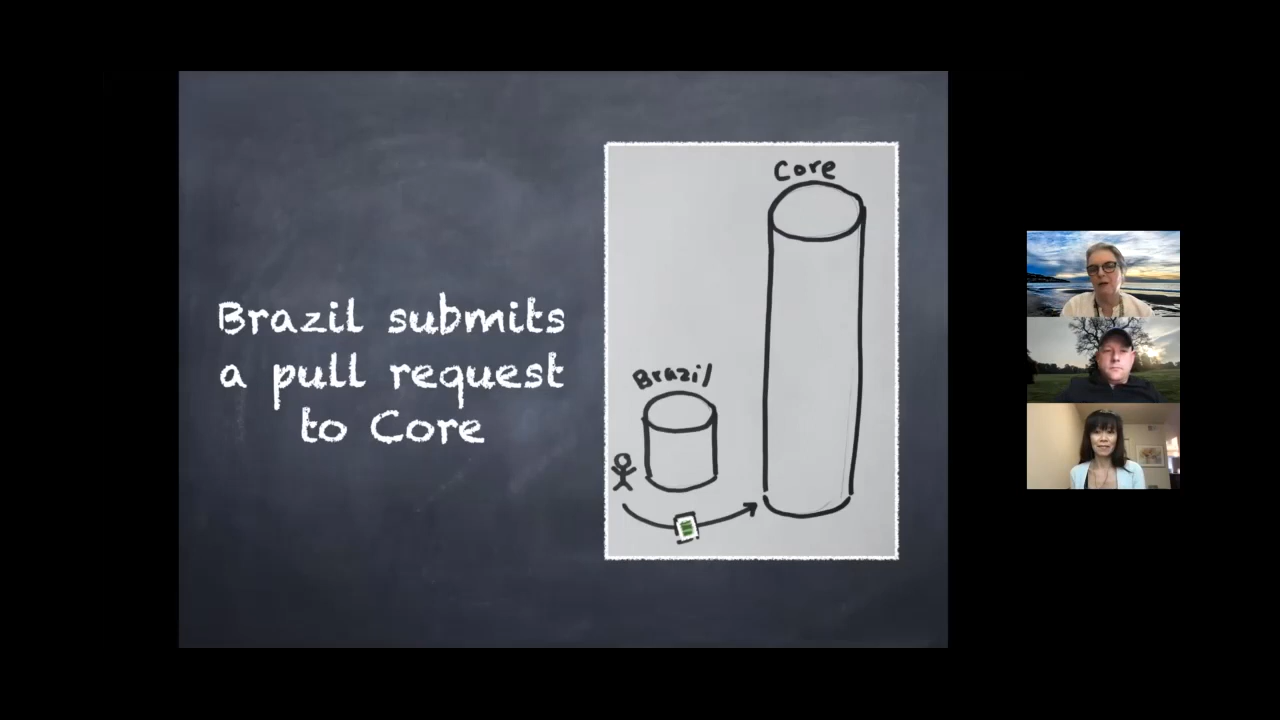 Brazil submits
a pull request
to Core
Core
Brazil